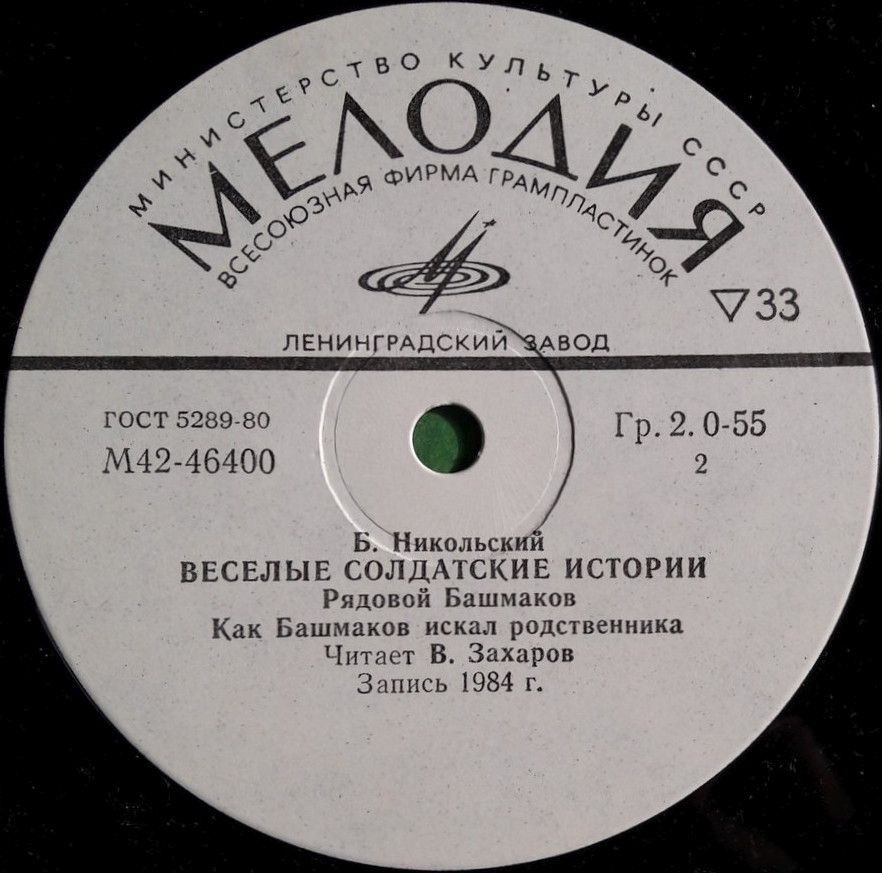 МИНИСТЕРСТВО КУЛЬТУРЫ СССР
МЕЛОДИЯ
ВСЕСОЮЗНАЯ ФИРМА ГРАМПЛАСТИНОК
▽33
ЛЕНИНГРАДСКИЙ ЗАВОД
ГОСТ 5289-80
Гр. 2. 0-55
М42-46400
2
Б. Никольский
ВЕСЕЛЫЕ СОЛДАТСКИЕ ИСТОРИИ
Рядовой Башмаков
Как Башмаков искал родственника
Читает В. Захаров
Запись 1984 г.